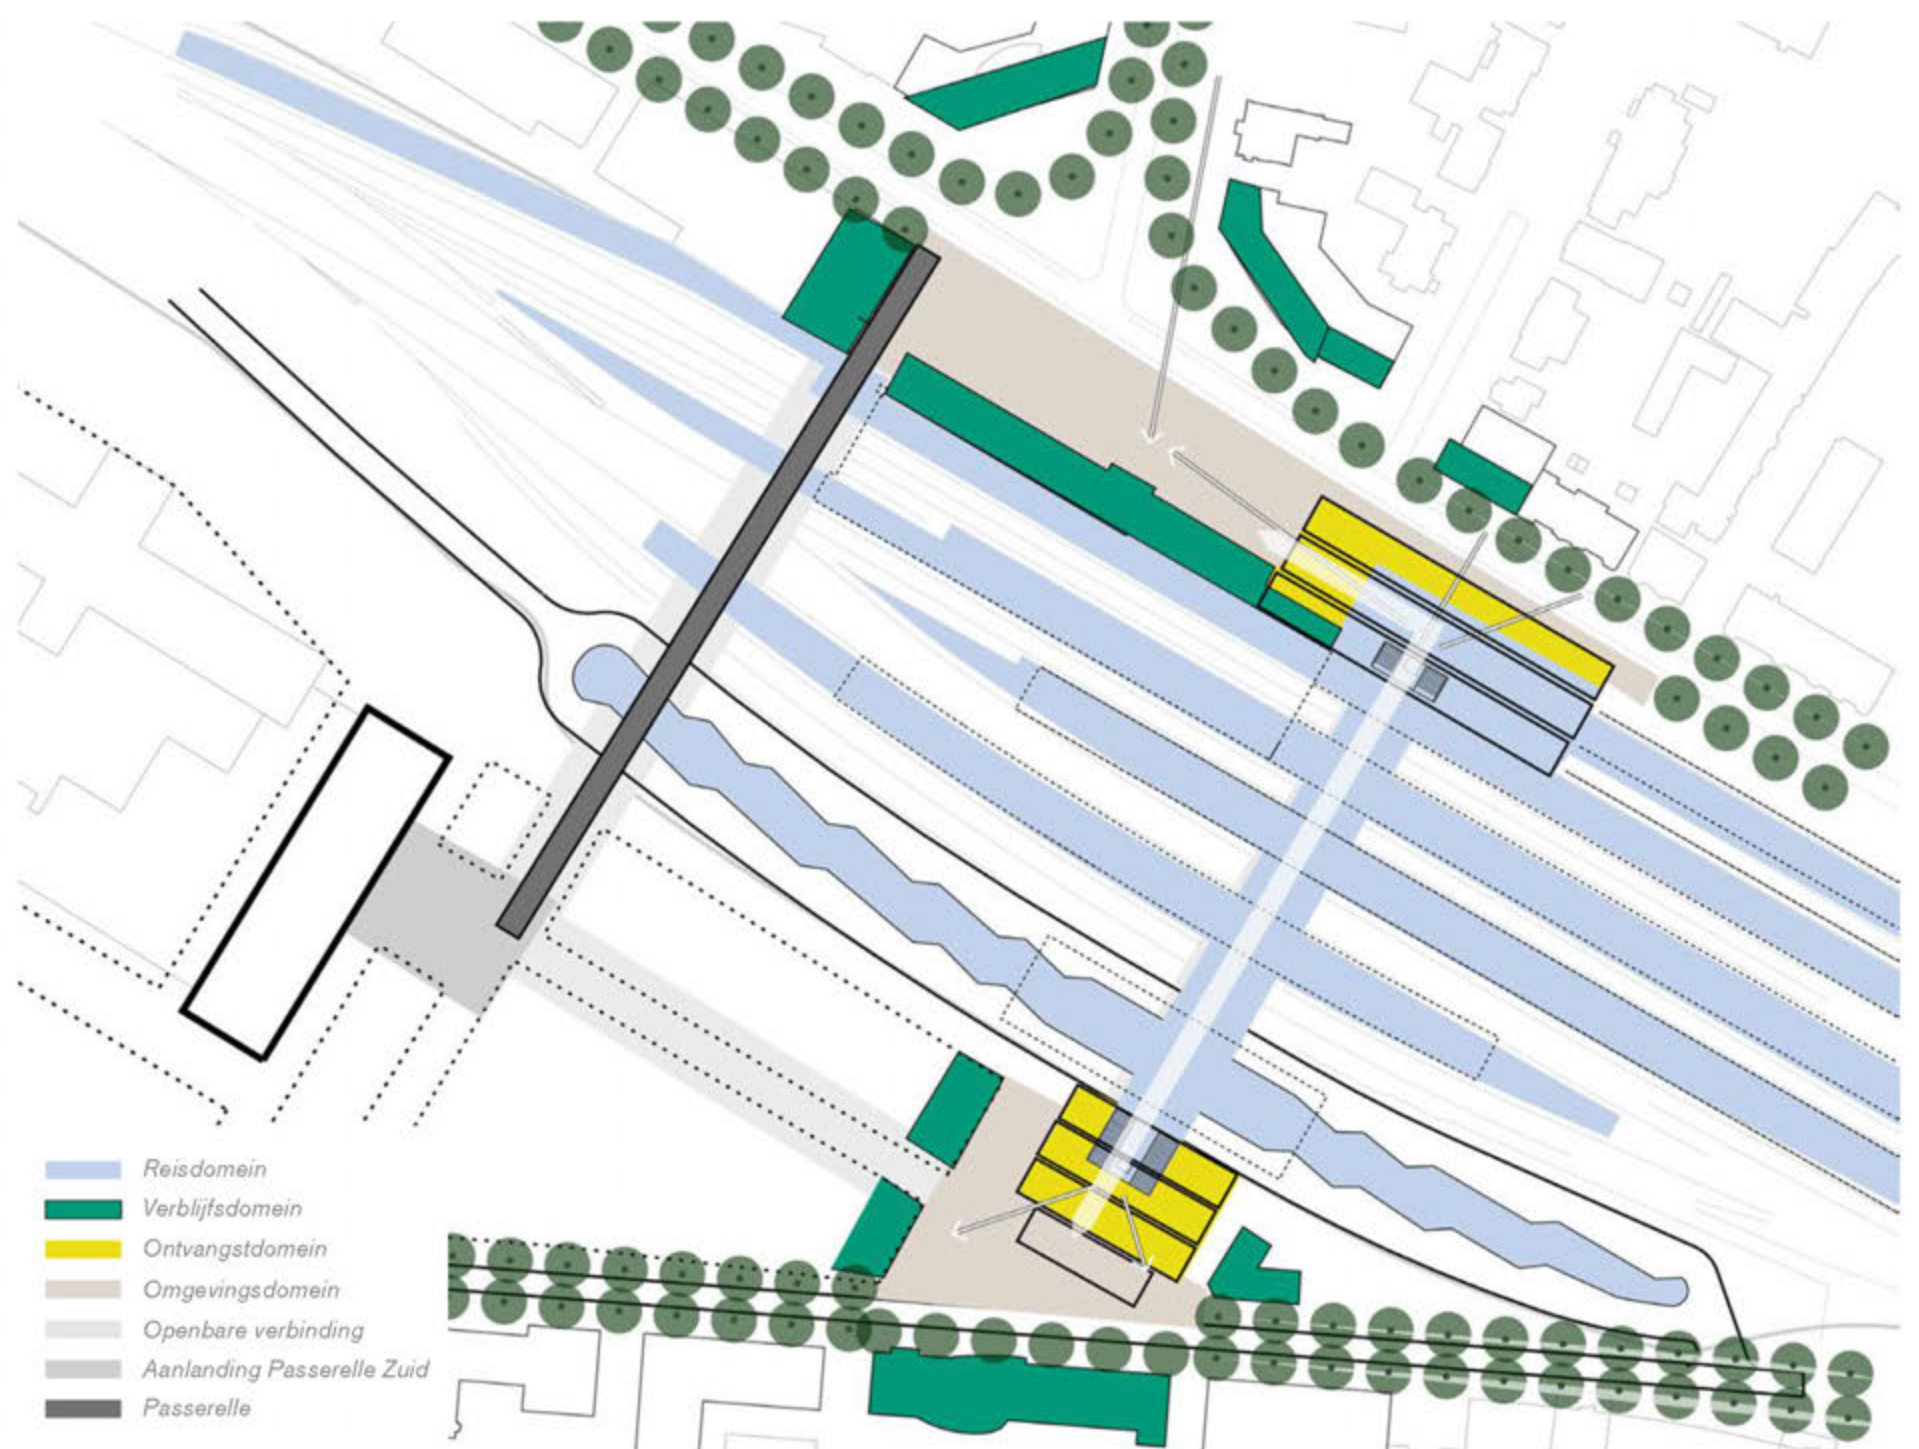 Reisdomein
Verblijfsdomein
Ontvangstdomein
Omgevingsdomein
Openbare verbinding
Aanlanding Passerelle Zuid
Passerelle